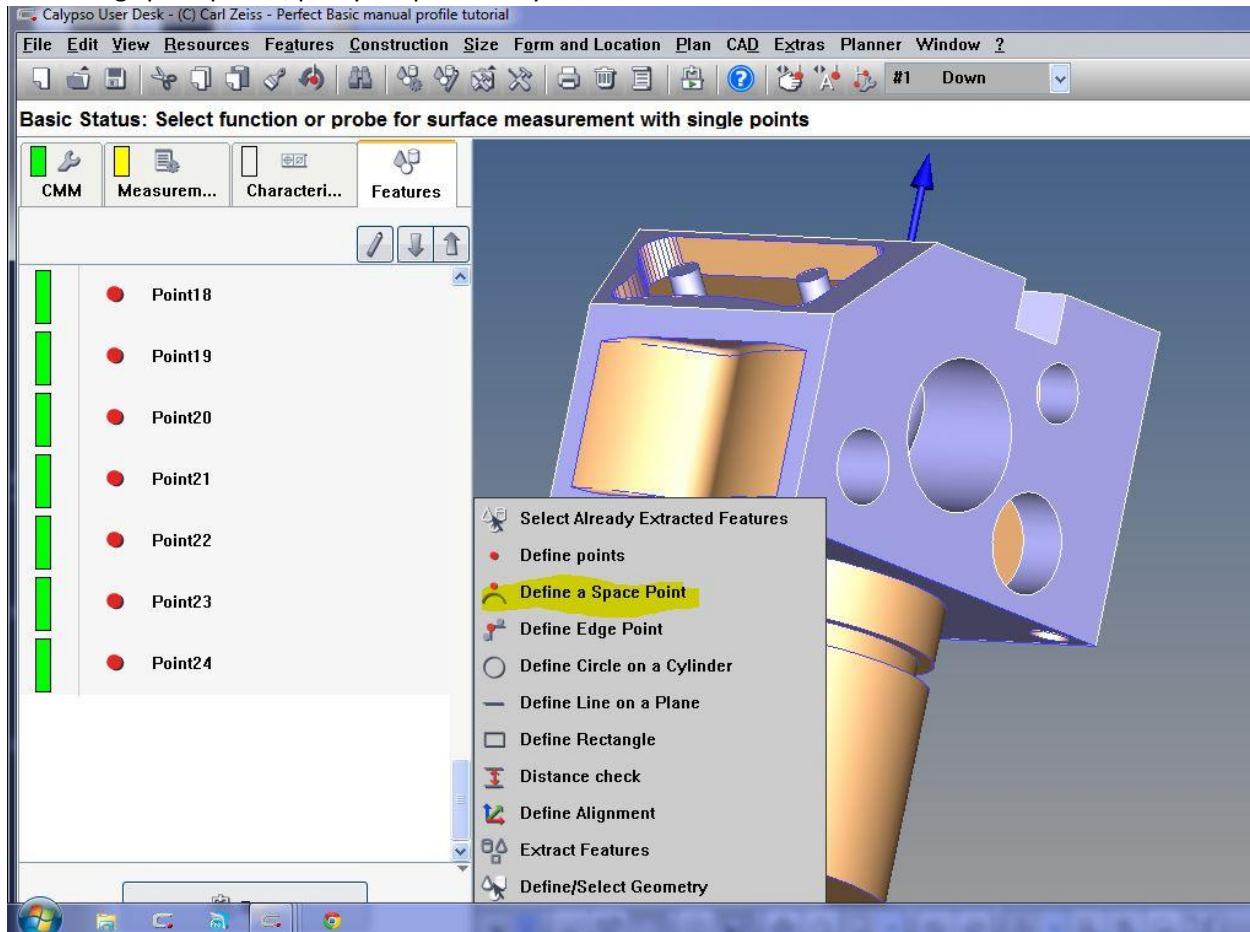 Calypso User Desk - (C) Carl Zeiss - Perfect Basic manual profile tutorial
File Edit View Resources Features Construction Size Form and Location Plan CAD Extras Planner Window ?
#1 Down
Basic Status: Select function or probe for surface measurement with single points
CMM Measurem... Characteri... Features
Point18
Point19
Point20
Point21
Point22
Point23
Point24
Select Already Extracted Features
Define points
Define a Space Point
Define Edge Point
Define Circle on a Cylinder
Define Line on a Plane
Define Rectangle
Distance check
Define Alignment
Extract Features
Define/Select Geometry